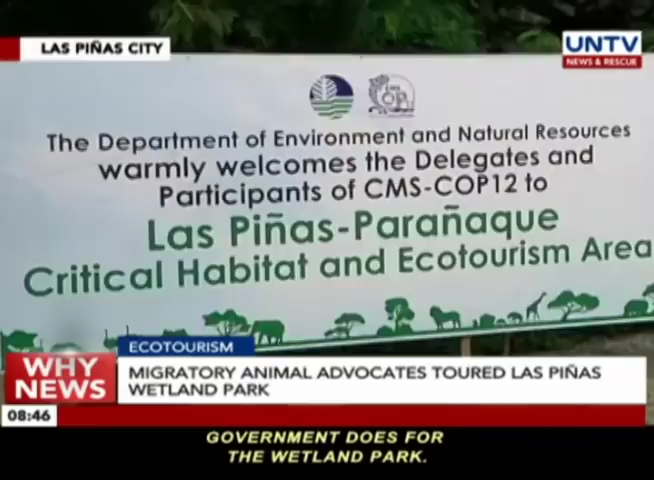 LAS PIÑAS CITY
UNTV
NEWS & RESCUE
The Department of Environment and Natural Resources
warmly welcomes the Delegates and
Participants of CMS-COP12 to
Las Piñas-Parañaque
Critical Habitat and Ecotourism Area
ECOTOURISM
WHY
NEWS
MIGRATORY ANIMAL ADVOCATES TOURED LAS PIÑAS
WETLAND PARK
08:46
GOVERNMENT DOES FOR
THE WETLAND PARK.